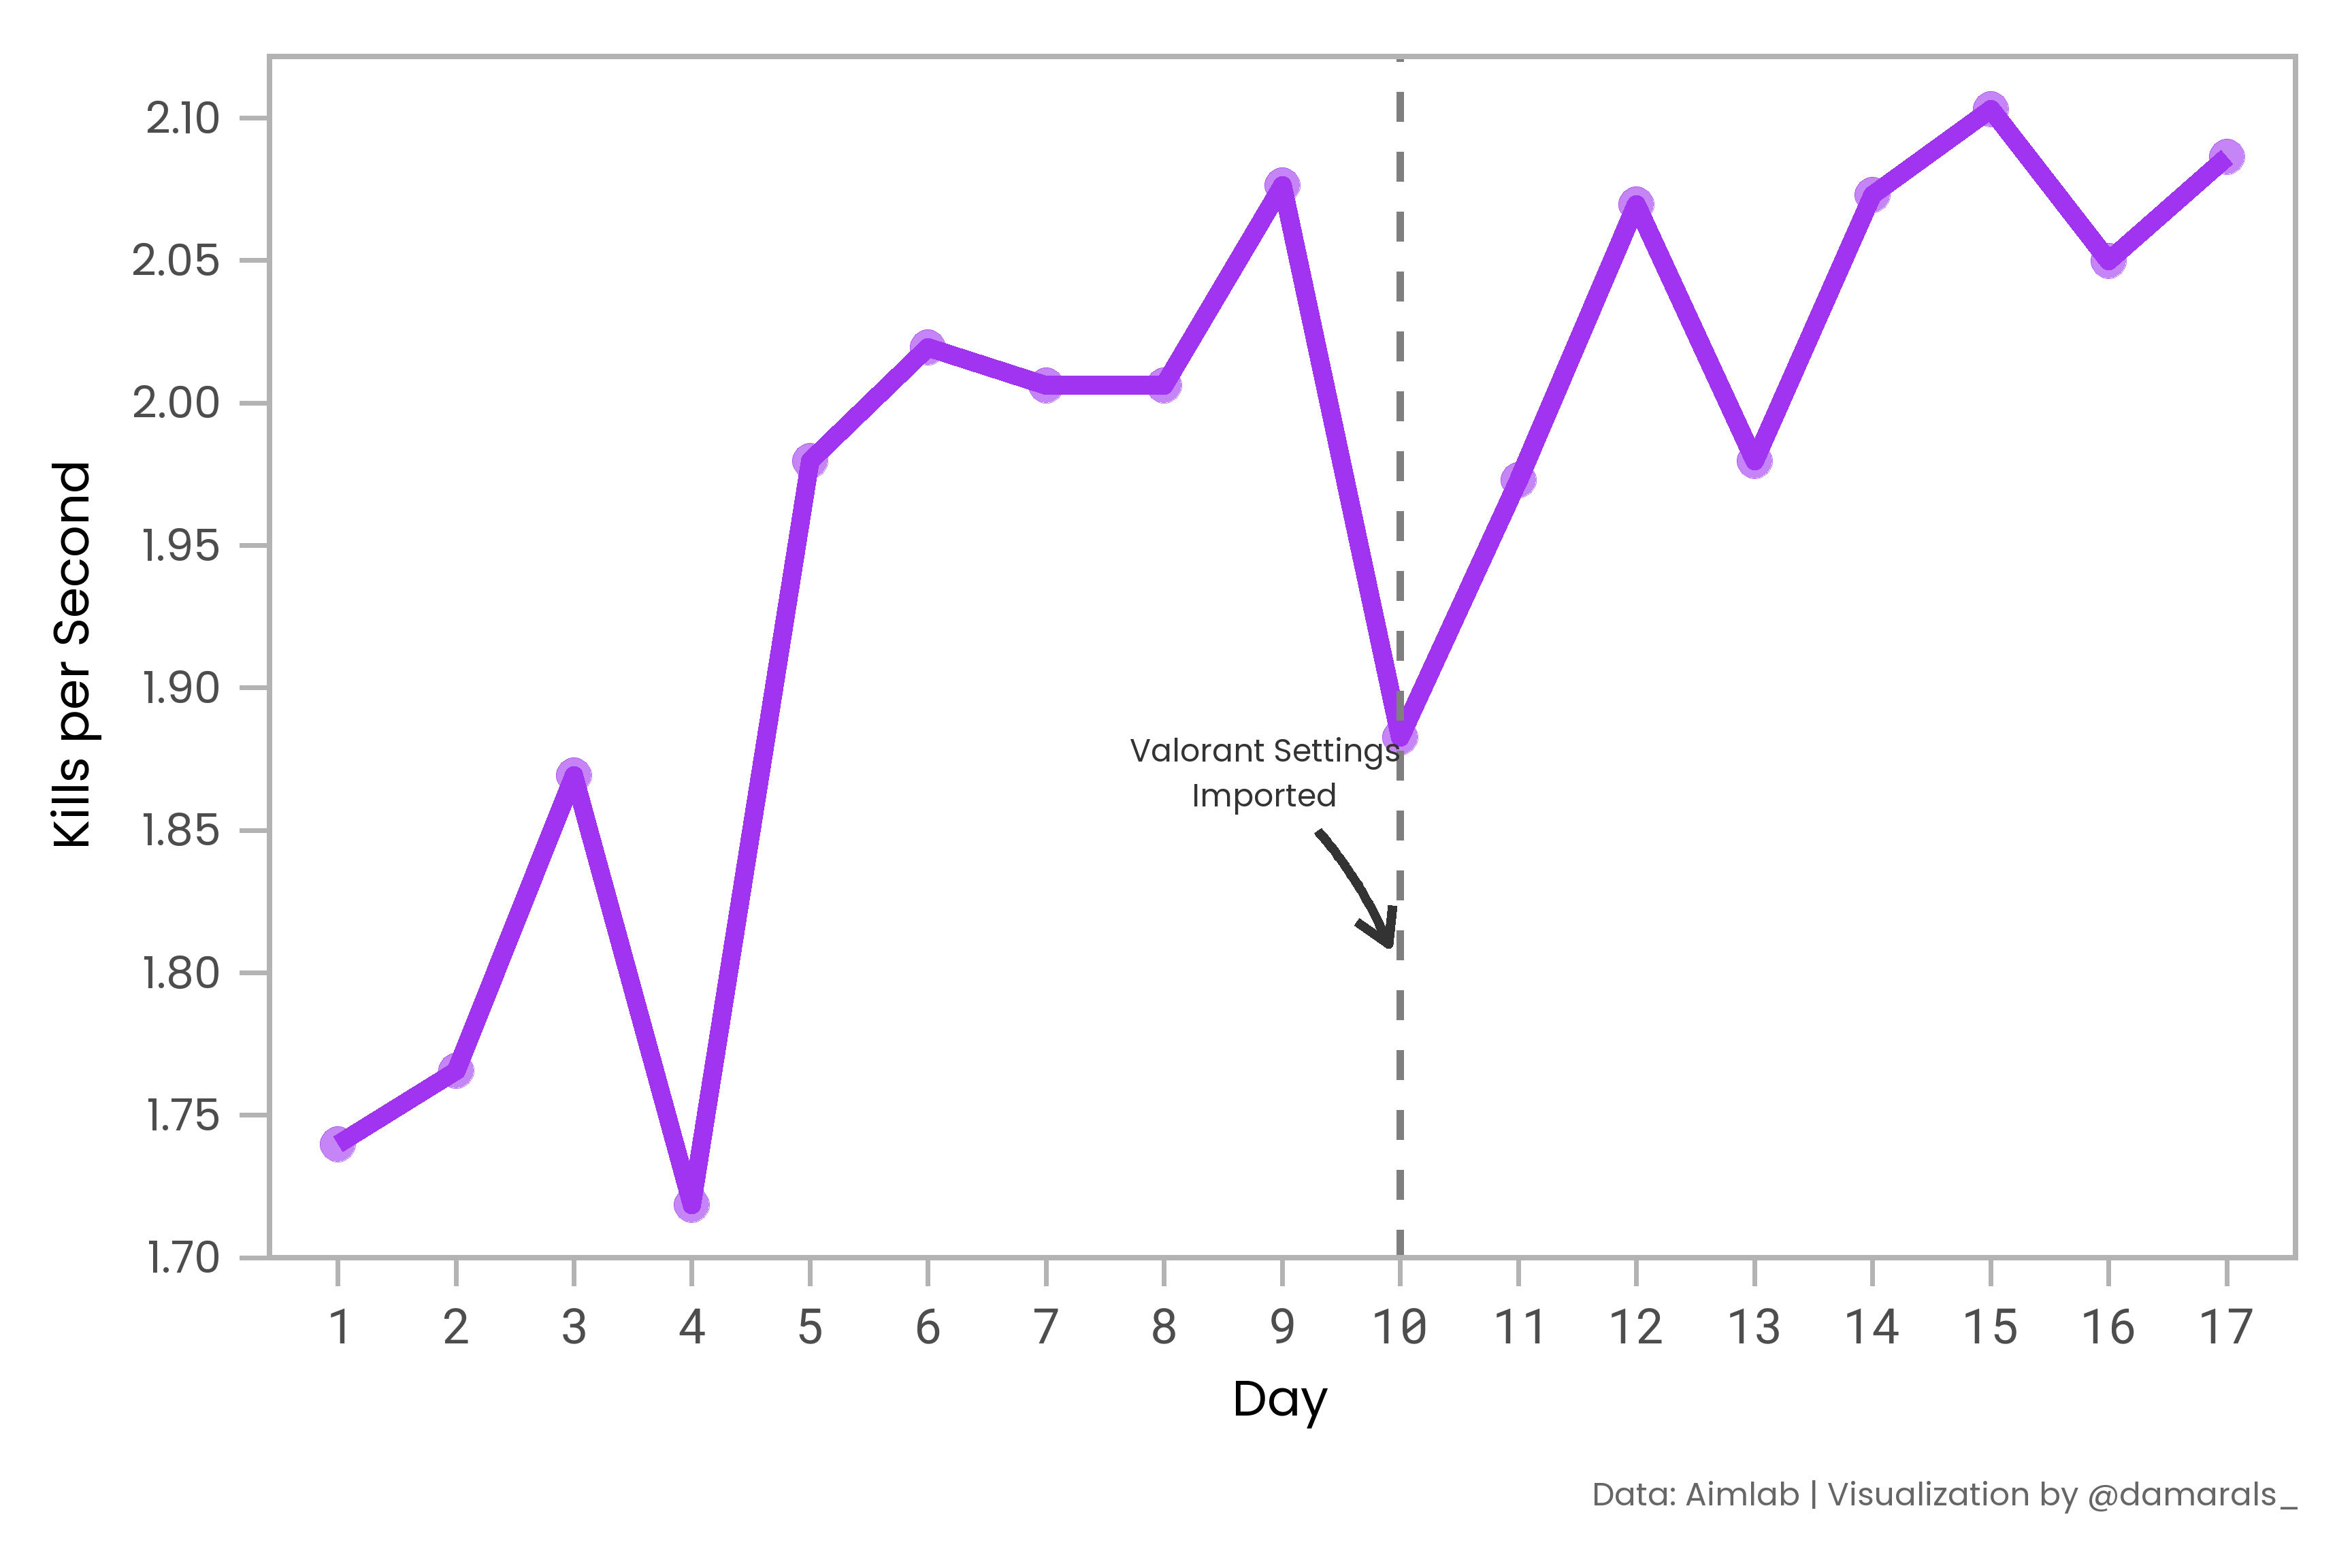 2.10
2.05
2.00
1.95
1.90
1.85
1.80
1.75
1.70
Kills per Second
Valorant Settings
Imported
1 2 3 4 5 6 7 8 9 10 11 12 13 14 15 16 17
Day
Data: Aimlab | Visualization by @damarals_